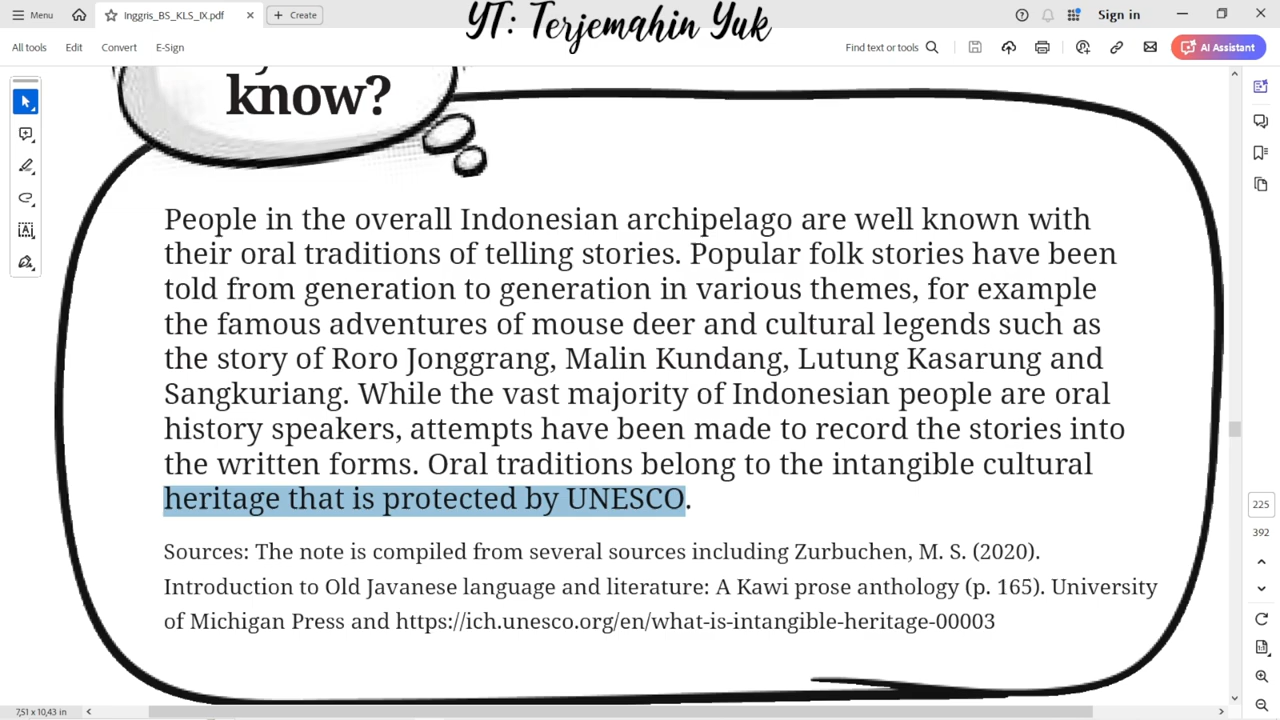 Menu
Inggris_BS_KLS_IX.pdf
Create
YT: Terjemahin Yuk
Sign in
All tools
Edit
Convert
E-Sign
Find text or tools
AI Assistant
know?
People in the overall Indonesian archipelago are well known with
their oral traditions of telling stories. Popular folk stories have been
told from generation to generation in various themes, for example
the famous adventures of mouse deer and cultural legends such as
the story of Roro Jonggrang, Malin Kundang, Lutung Kasarung and
Sangkuriang. While the vast majority of Indonesian people are oral
history speakers, attempts have been made to record the stories into
the written forms. Oral traditions belong to the intangible cultural
heritage that is protected by UNESCO.
Sources: The note is compiled from several sources including Zurbuchen, M. S. (2020).
Introduction to Old Javanese language and literature: A Kawi prose anthology (p. 165). University
of Michigan Press and https://ich.unesco.org/en/what-is-intangible-heritage-00003
225
392
7,51 x 10,43 in